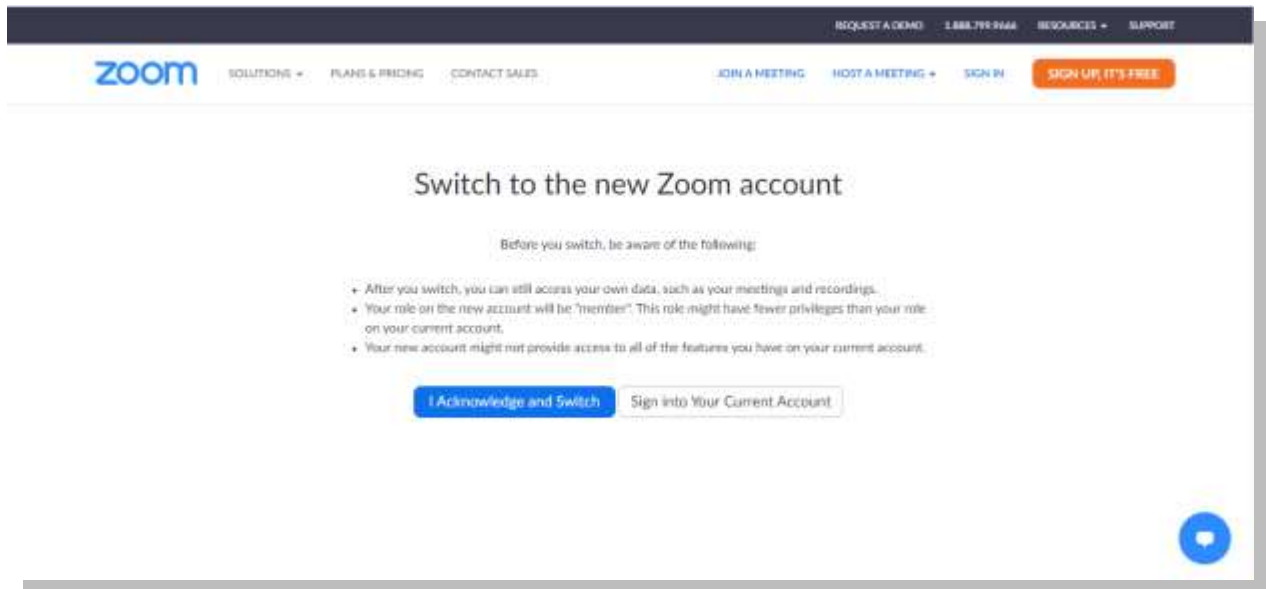 REQUEST A DEMO 1.888.799.9666 RESOURCES SUPPORT
zoom SOLUTIONS PLANS & PRICING CONTACT SALES JOIN A MEETING HOST A MEETING SIGN IN SIGN UP, IT'S FREE
Switch to the new Zoom account
Before you switch, be aware of the following:
• After you switch, you can still access your own data, such as your meetings and recordings.
• Your role on the new account will be "member". This role might have fewer privileges than your role
on your current account.
• Your new account might not provide access to all of the features you have on your current account.
I Acknowledge and Switch Sign into Your Current Account